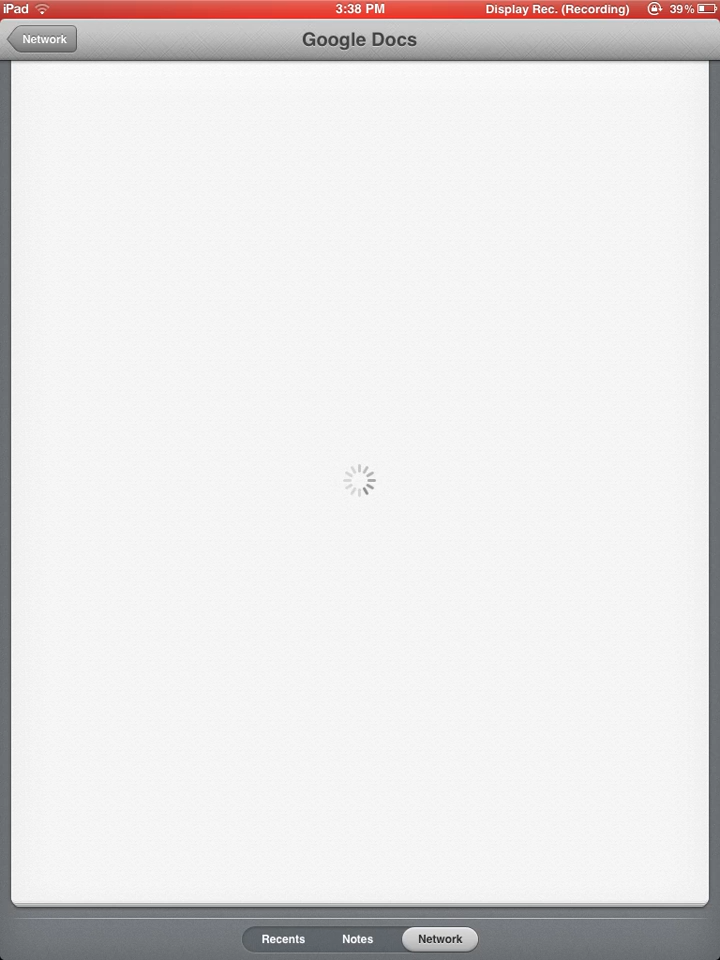 iPad 3:38 PM Display Rec. (Recording) 39%
Network Google Docs
Recents Notes Network